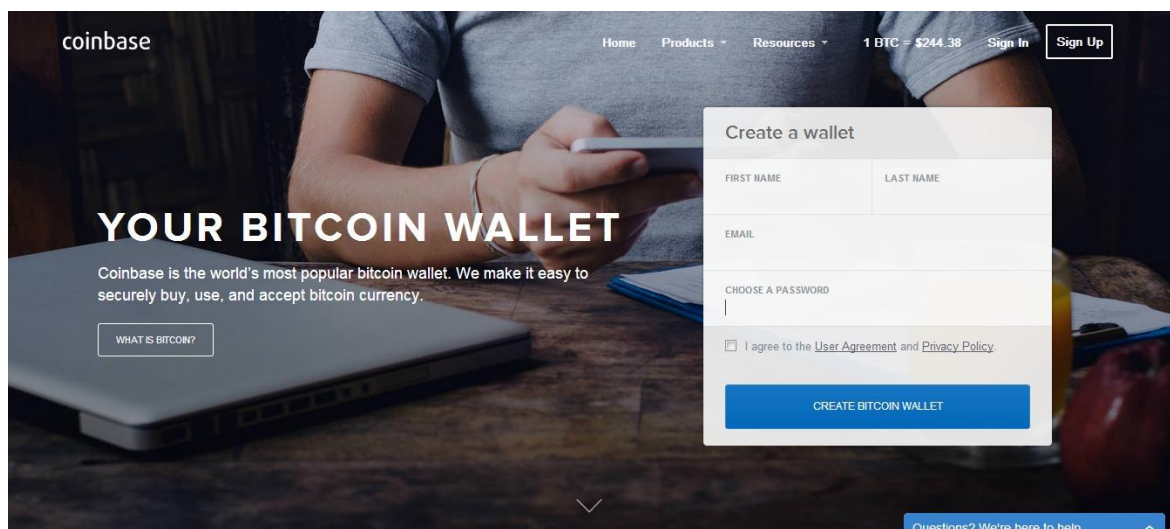 coinbase
Home Products Resources 1 BTC = $244.38 Sign In Sign Up
Create a wallet
FIRST NAME LAST NAME
EMAIL
CHOOSE A PASSWORD
I agree to the User Agreement and Privacy Policy.
CREATE BITCOIN WALLET
YOUR BITCOIN WALLET
Coinbase is the world's most popular bitcoin wallet. We make it easy to
securely buy, use, and accept bitcoin currency.
WHAT IS BITCOIN?
Questions? We're here to help